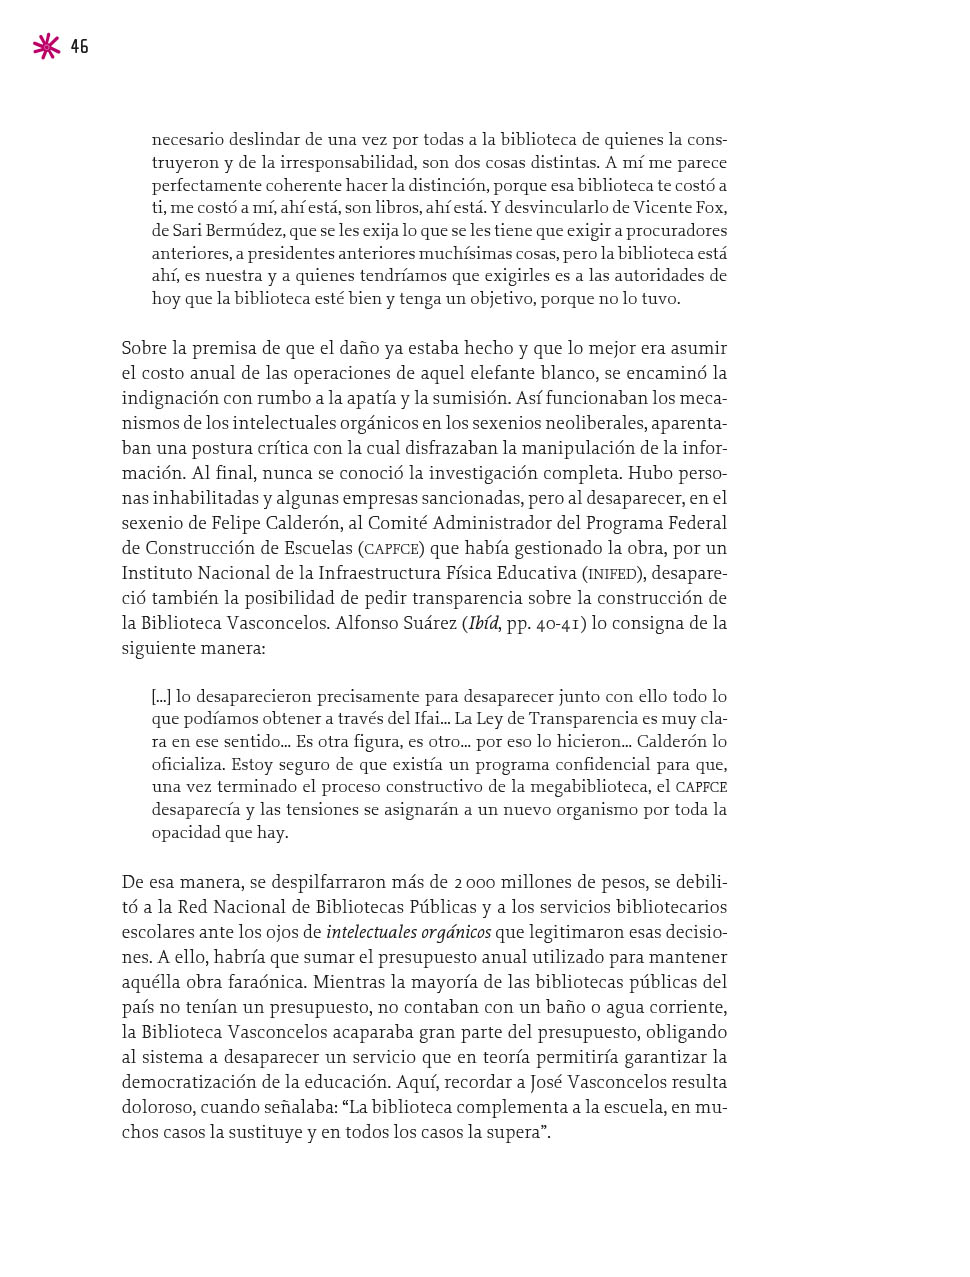 46
necesario deslindar de una vez por todas a la biblioteca de quienes la cons-
truyeron y de la irresponsabilidad, son dos cosas distintas. A mí me parece
perfectamente coherente hacer la distinción, porque esa biblioteca te costó a
ti, me costó a mí, ahí está, son libros, ahí está. Y desvincularlo de Vicente Fox,
de Sari Bermúdez, que se les exija lo que se les tiene que exigir a procuradores
anteriores, a presidentes anteriores muchísimas cosas, pero la biblioteca está
ahí, es nuestra y a quienes tendríamos que exigirles es a las autoridades de
hoy que la biblioteca esté bien y tenga un objetivo, porque no lo tuvo.
Sobre la premisa de que el daño ya estaba hecho y que lo mejor era asumir
el costo anual de las operaciones de aquel elefante blanco, se encaminó la
indignación con rumbo a la apatía y la sumisión. Así funcionaban los meca-
nismos de los intelectuales orgánicos en los sexenios neoliberales, aparenta-
ban una postura crítica con la cual disfrazaban la manipulación de la infor-
mación. Al final, nunca se conoció la investigación completa. Hubo perso-
nas inhabilitadas y algunas empresas sancionadas, pero al desaparecer, en el
sexenio de Felipe Calderón, al Comité Administrador del Programa Federal
de Construcción de Escuelas (CAPFCE) que había gestionado la obra, por un
Instituto Nacional de la Infraestructura Física Educativa (INIFED), desapare-
ció también la posibilidad de pedir transparencia sobre la construcción de
la Biblioteca Vasconcelos. Alfonso Suárez (Ibíd, pp. 40-41) lo consigna de la
siguiente manera:
[...] lo desaparecieron precisamente para desaparecer junto con ello todo lo
que podíamos obtener a través del Ifai... La Ley de Transparencia es muy cla-
ra en ese sentido... Es otra figura, es otro... por eso lo hicieron... Calderón lo
oficializa. Estoy seguro de que existía un programa confidencial para que,
una vez terminado el proceso constructivo de la megabiblioteca, el CAPFCE
desaparecía y las tensiones se asignarán a un nuevo organismo por toda la
opacidad que hay.
De esa manera, se despilfarraron más de 2 000 millones de pesos, se debili-
tó a la Red Nacional de Bibliotecas Públicas y a los servicios bibliotecarios
escolares ante los ojos de intelectuales orgánicos que legitimaron esas decisio-
nes. A ello, habría que sumar el presupuesto anual utilizado para mantener
aquélla obra faraónica. Mientras la mayoría de las bibliotecas públicas del
país no tenían un presupuesto, no contaban con un baño o agua corriente,
la Biblioteca Vasconcelos acaparaba gran parte del presupuesto, obligando
al sistema a desaparecer un servicio que en teoría permitiría garantizar la
democratización de la educación. Aquí, recordar a José Vasconcelos resulta
doloroso, cuando señalaba: “La biblioteca complementa a la escuela, en mu-
chos casos la sustituye y en todos los casos la supera”.